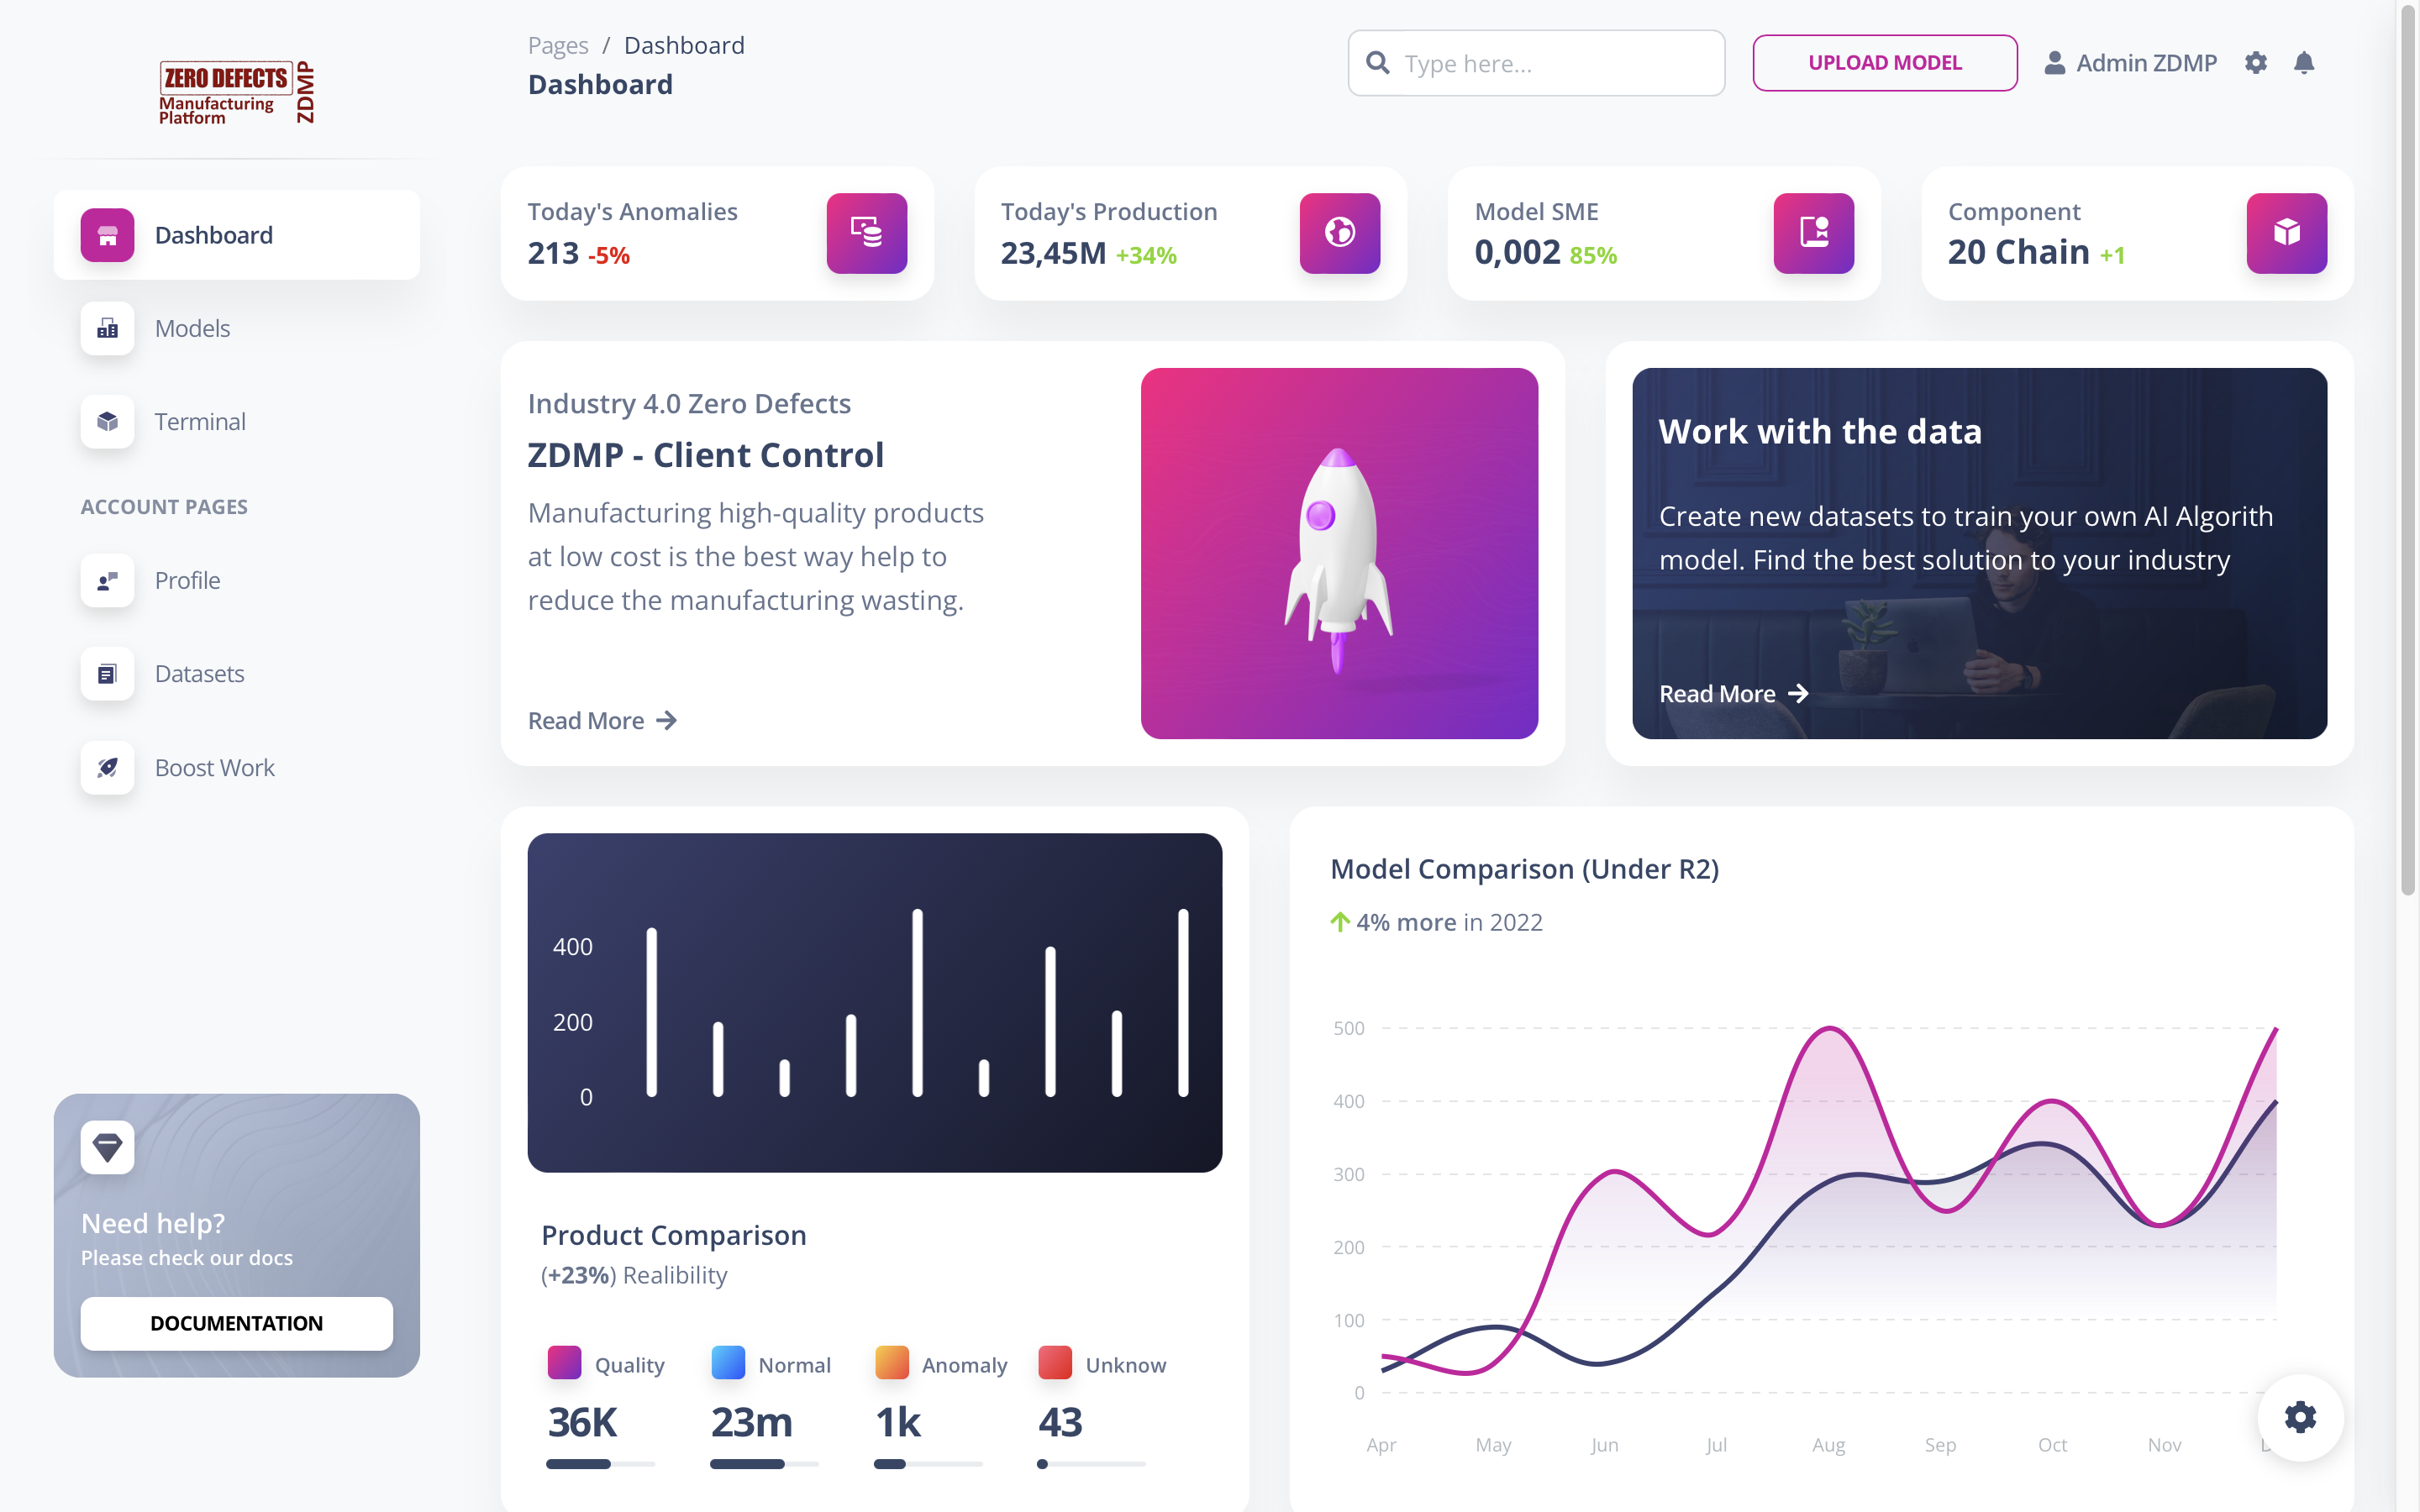 ZERO DEFECTS
Manufacturing
Platform
ZDMP
Dashboard
Models
Terminal
ACCOUNT PAGES
Profile
Datasets
Boost Work
Need help?
Please check our docs
DOCUMENTATION
Pages / Dashboard
Dashboard
Type here...
UPLOAD MODEL
Admin ZDMP
Today's Anomalies
213 -5%
Today's Production
23,45M +34%
Model SME
0,002 85%
Component
20 Chain +1
Industry 4.0 Zero Defects
ZDMP - Client Control
Manufacturing high-quality products
at low cost is the best way help to
reduce the manufacturing wasting.
Read More
Work with the data
Create new datasets to train your own AI Algorith
model. Find the best solution to your industry
Read More
400
200
0
Product Comparison
(+23%) Realibility
Quality
36K
Normal
23m
Anomaly
1k
Unknow
43
Model Comparison (Under R2)
4% more in 2022
500
400
300
200
100
0
Apr May Jun Jul Aug Sep Oct Nov